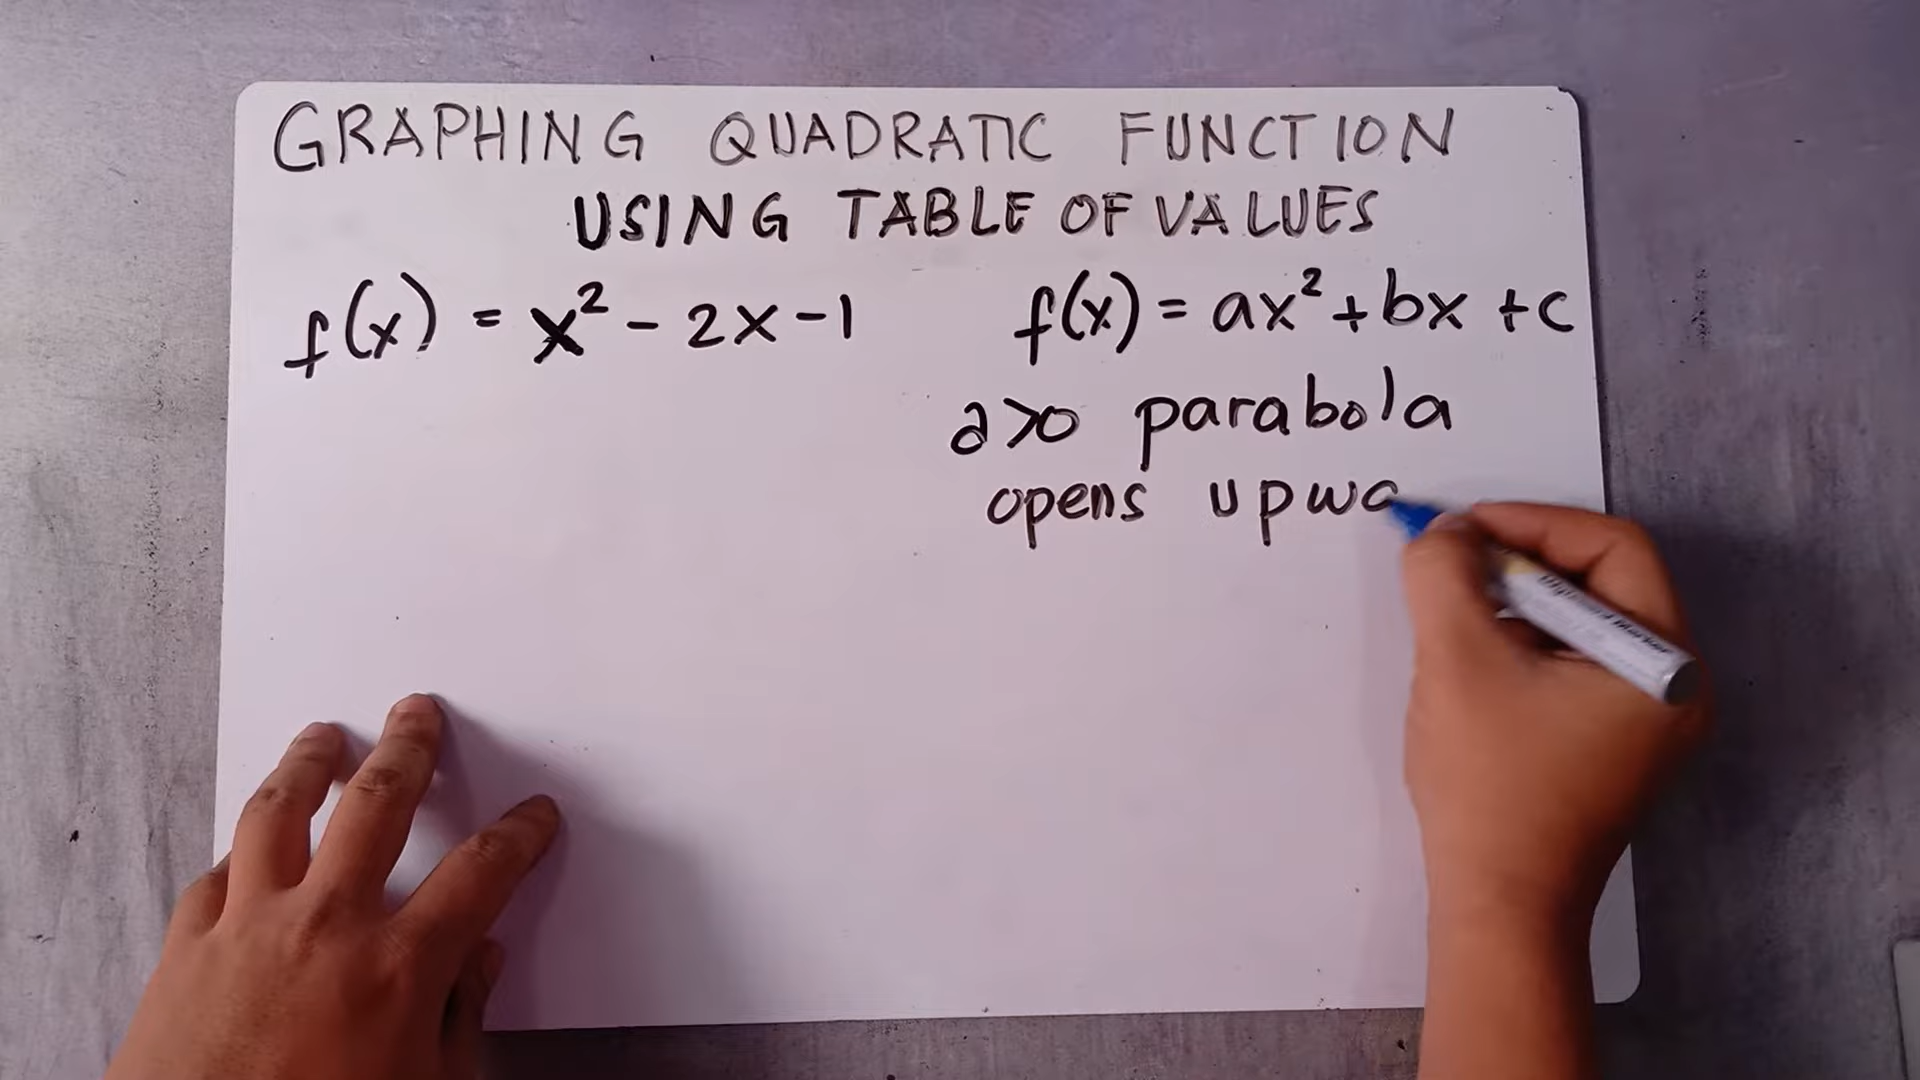 GRAPHING QUADRATIC FUNCTION
USING TABLE OF VALUES
f(x) = x² - 2x - 1
f(x) = ax² + bx + c
a>0 parabola
opens upwa